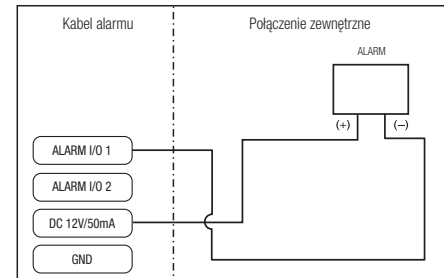 Kabel alarmu
Połączenie zewnętrzne
ALARM
(+)
(−)
ALARM I/O 1
ALARM I/O 2
DC 12V/50mA
GND